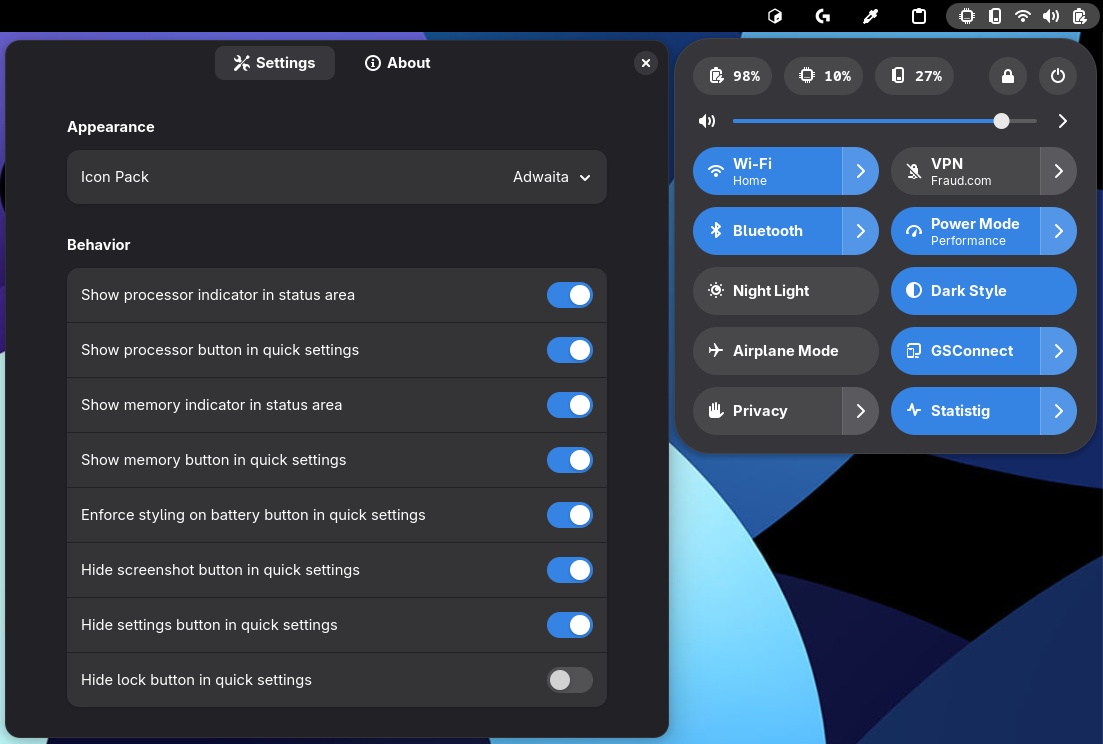 Settings
About
Appearance
Icon Pack
Adwaita
Behavior
Show processor indicator in status area
Show processor button in quick settings
Show memory indicator in status area
Show memory button in quick settings
Enforce styling on battery button in quick settings
Hide screenshot button in quick settings
Hide settings button in quick settings
Hide lock button in quick settings
98%
10%
27%
Wi-Fi
Home
VPN
Fraud.com
Bluetooth
Power Mode
Performance
Night Light
Dark Style
Airplane Mode
GSConnect
Privacy
Statistig